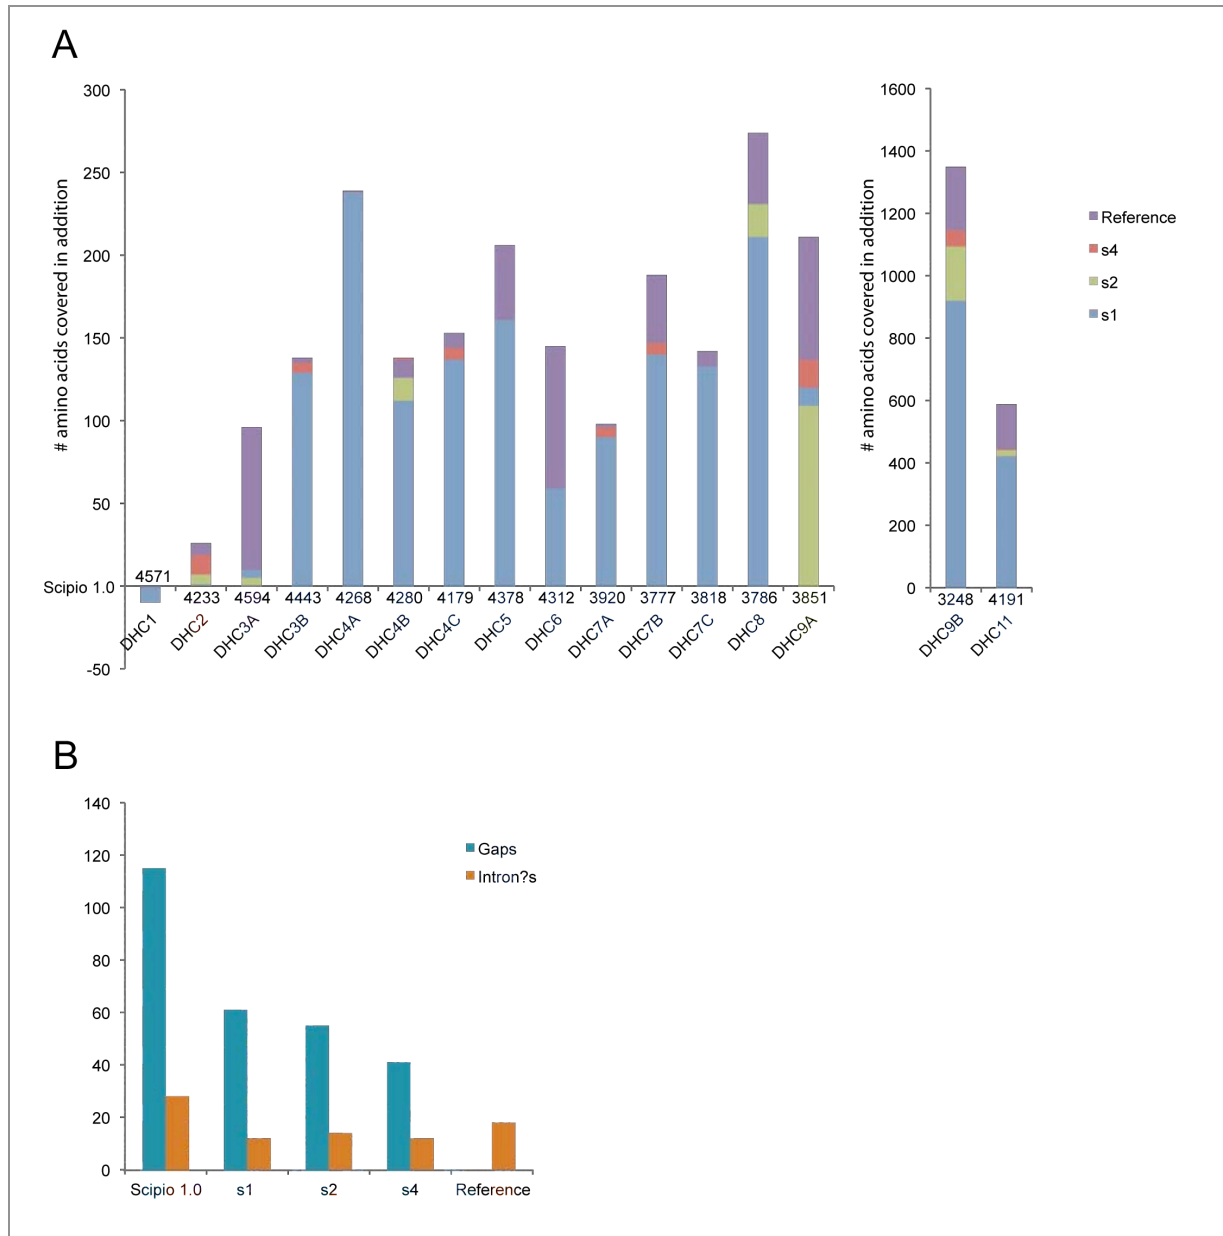 A
300
250
200
150
100
50
Scipio 1.0
-50
# amino acids covered in addition
4571
4233
4594
4443
4268
4280
4179
4378
4312
3920
3777
3818
3786
3851
DHC1
DHC2
DHC3A
DHC3B
DHC4A
DHC4B
DHC4C
DHC5
DHC6
DHC7A
DHC7B
DHC7C
DHC8
DHC9A
1600
1400
1200
1000
800
600
400
200
0
# amino acids covered in addition
3248
4191
DHC9B
DHC11
Reference
s4
s2
s1
B
140
120
100
80
60
40
20
0
Gaps
Intron?s
Scipio 1.0
s1
s2
s4
Reference